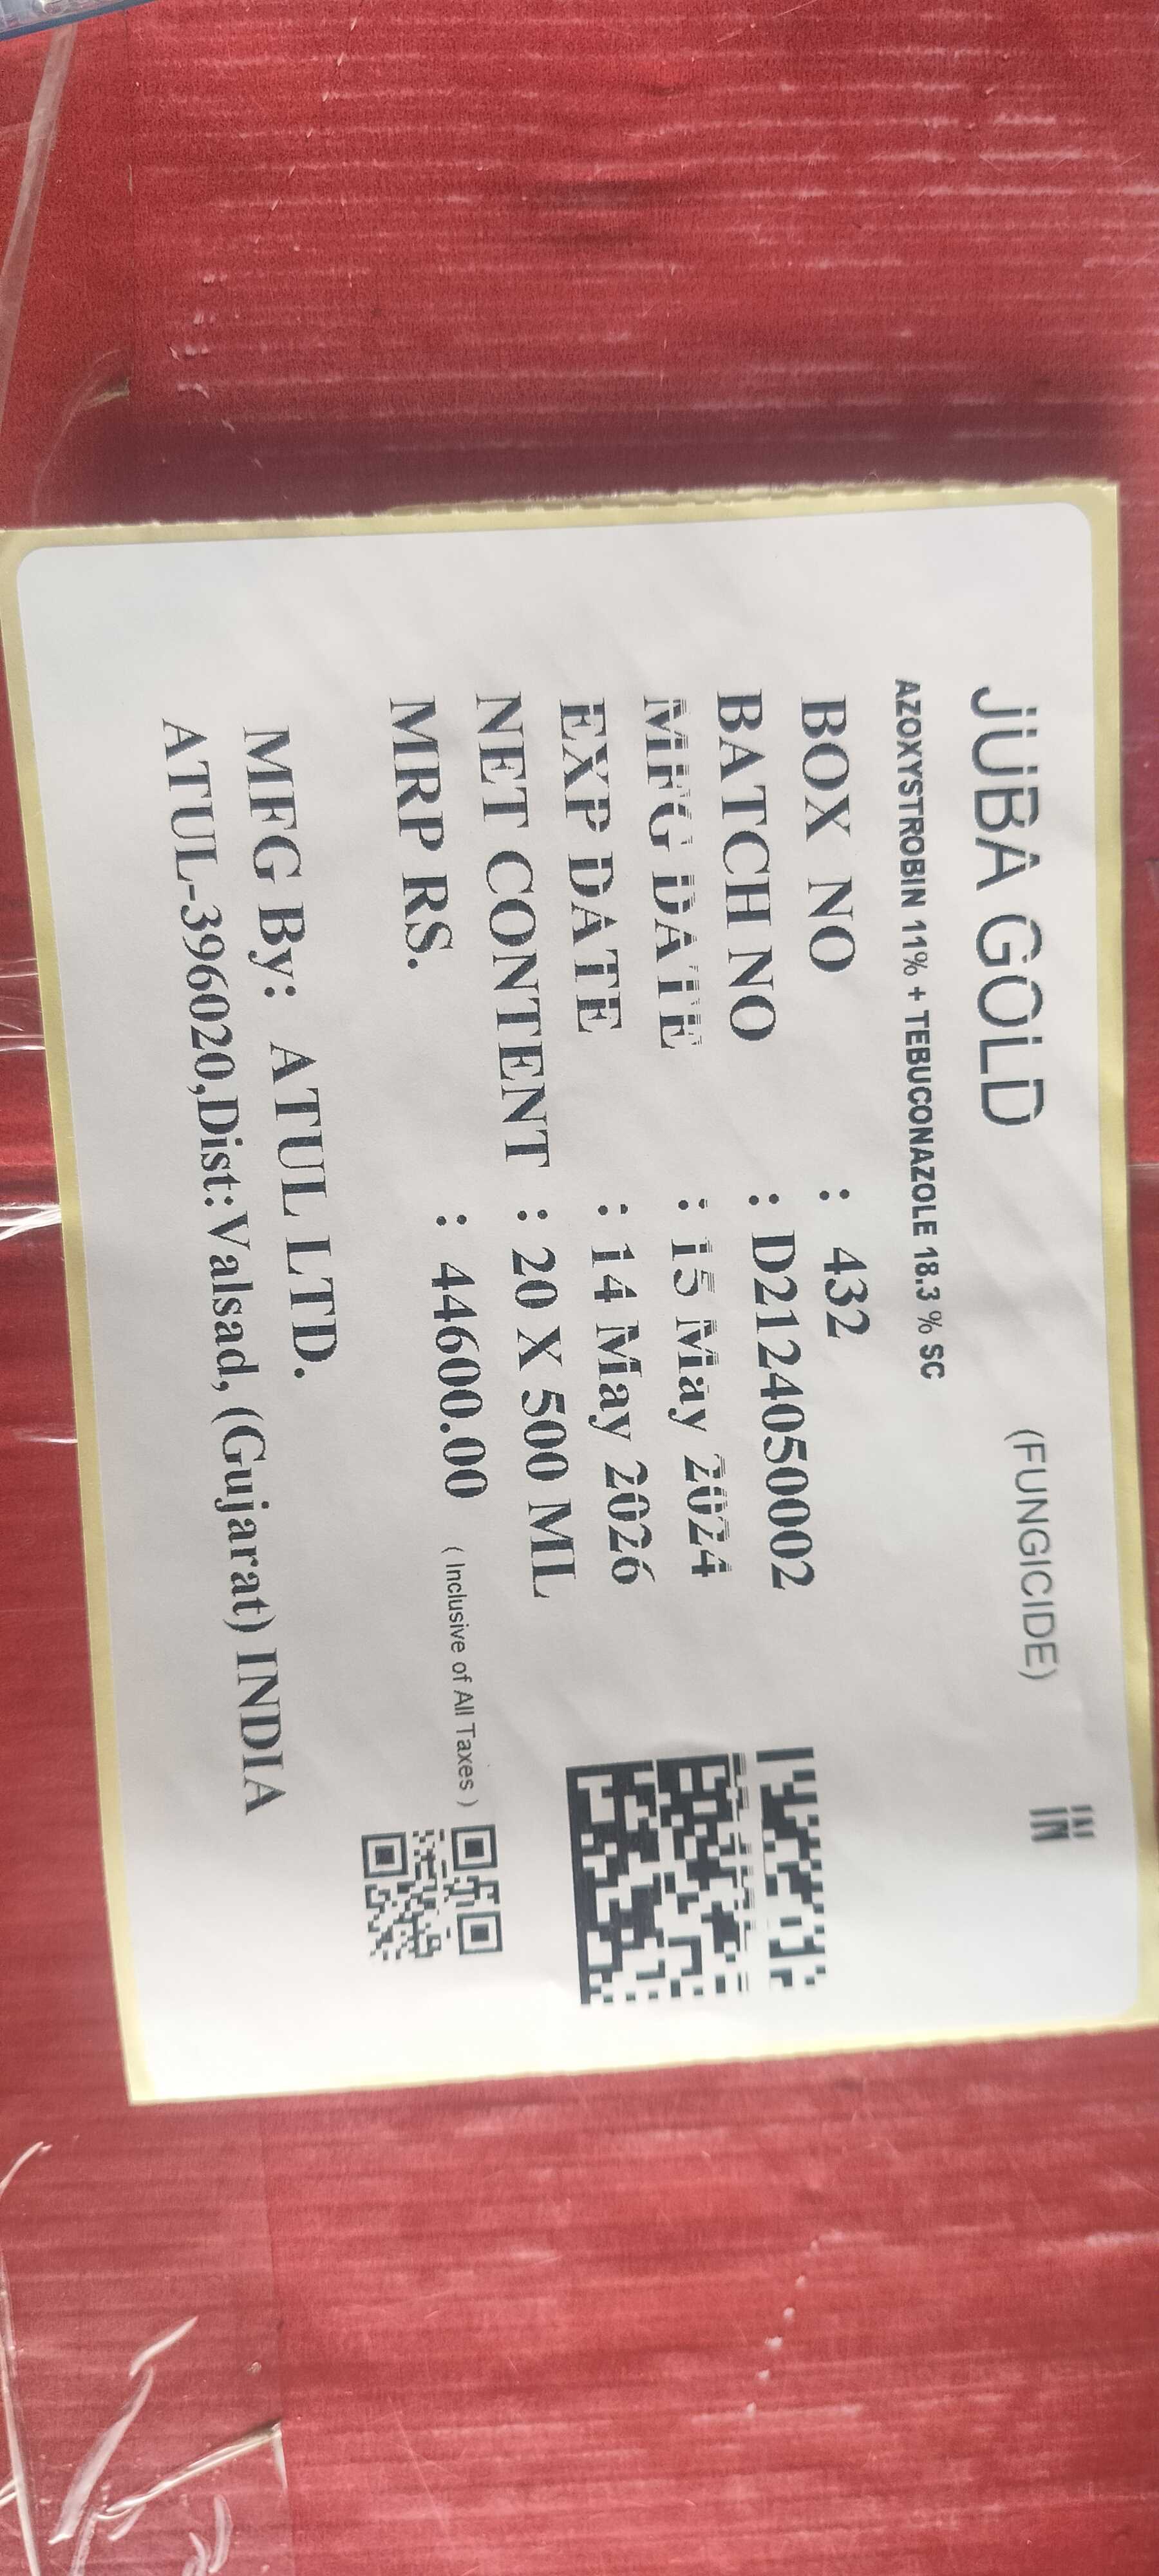 JUBA GOLD (FUNGICIDE) IN
AZOXYSTROBIN 11% + TEBUCONAZOLE 18.3 % SC
BOX NO : 432
BATCH NO : D2124050002
MFG DATE : 15 May 2024
EXP DATE : 14 May 2026
NET CONTENT : 20 X 500 ML
MRP RS. : 44600.00 ( Inclusive of All Taxes )
MFG By: ATUL LTD.
ATUL-396020,Dist:Valsad, (Gujarat) INDIA